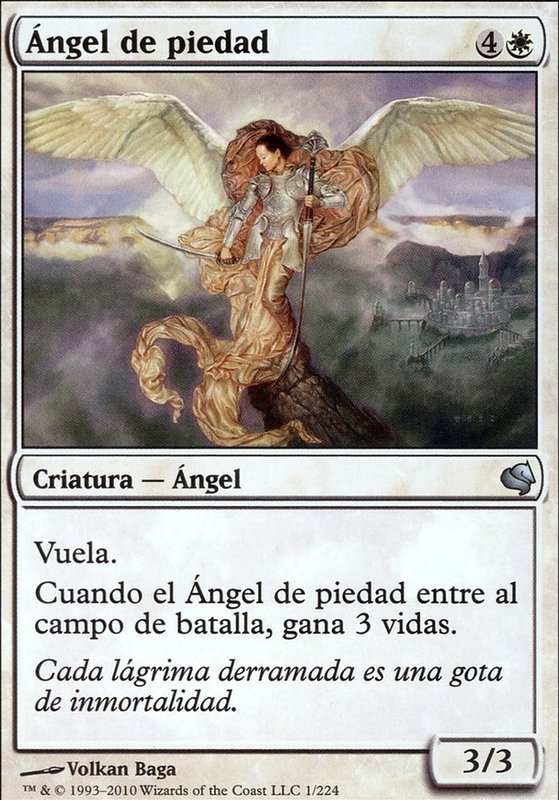 Ángel de piedad 4
Criatura — Ángel
Vuela.
Cuando el Ángel de piedad entre al
campo de batalla, gana 3 vidas.
Cada lágrima derramada es una gota
de inmortalidad.
3/3
Volkan Baga
™ & © 1993–2010 Wizards of the Coast LLC 1/224